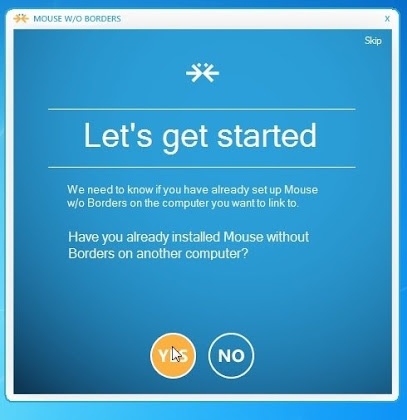 MOUSE W/O BORDERS
X
Skip
Let's get started
We need to know if you have already set up Mouse
w/o Borders on the computer you want to link to.
Have you already installed Mouse without
Borders on another computer?
YES NO